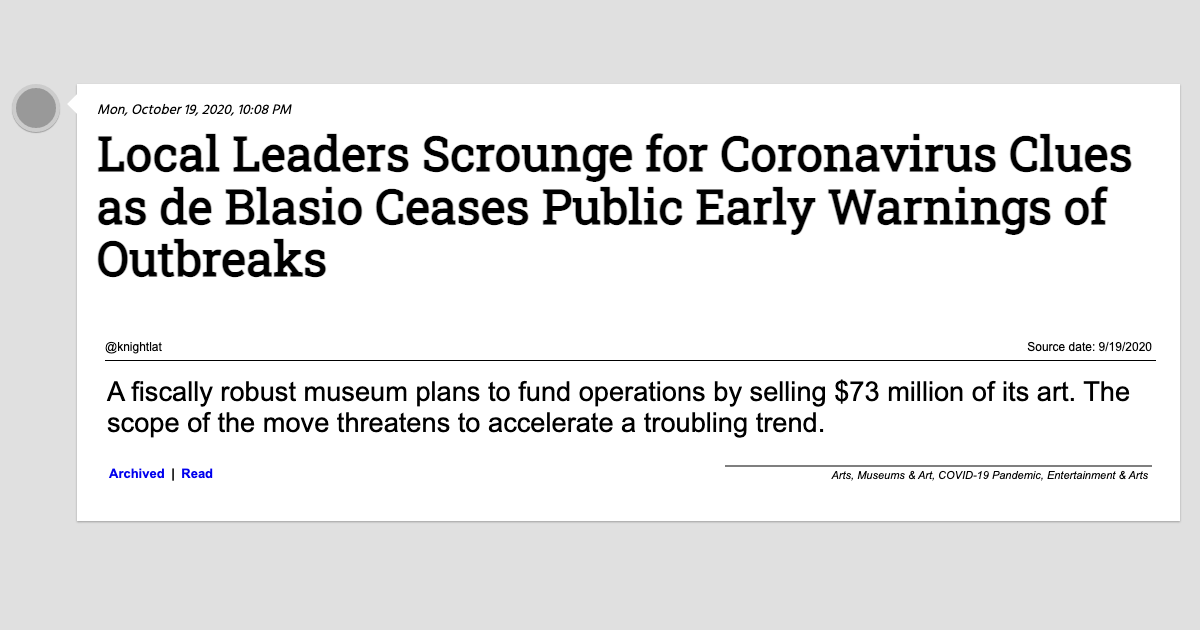 Mon, October 19, 2020, 10:08 PM
Local Leaders Scrounge for Coronavirus Clues
as de Blasio Ceases Public Early Warnings of
Outbreaks
@knightlat
Source date: 9/19/2020
A fiscally robust museum plans to fund operations by selling $73 million of its art. The
scope of the move threatens to accelerate a troubling trend.
Archived | Read
Arts, Museums & Art, COVID-19 Pandemic, Entertainment & Arts